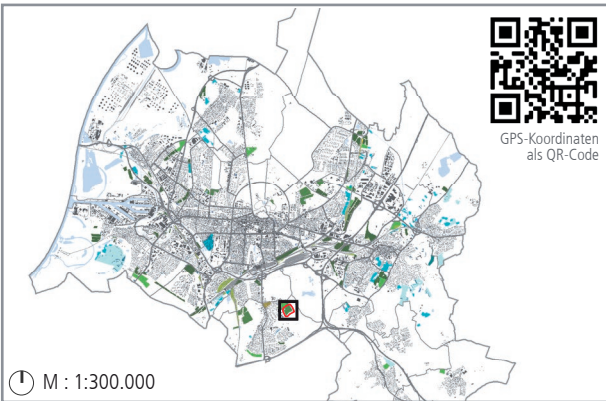 GPS-Koordinaten
als QR-Code
M : 1:300.000